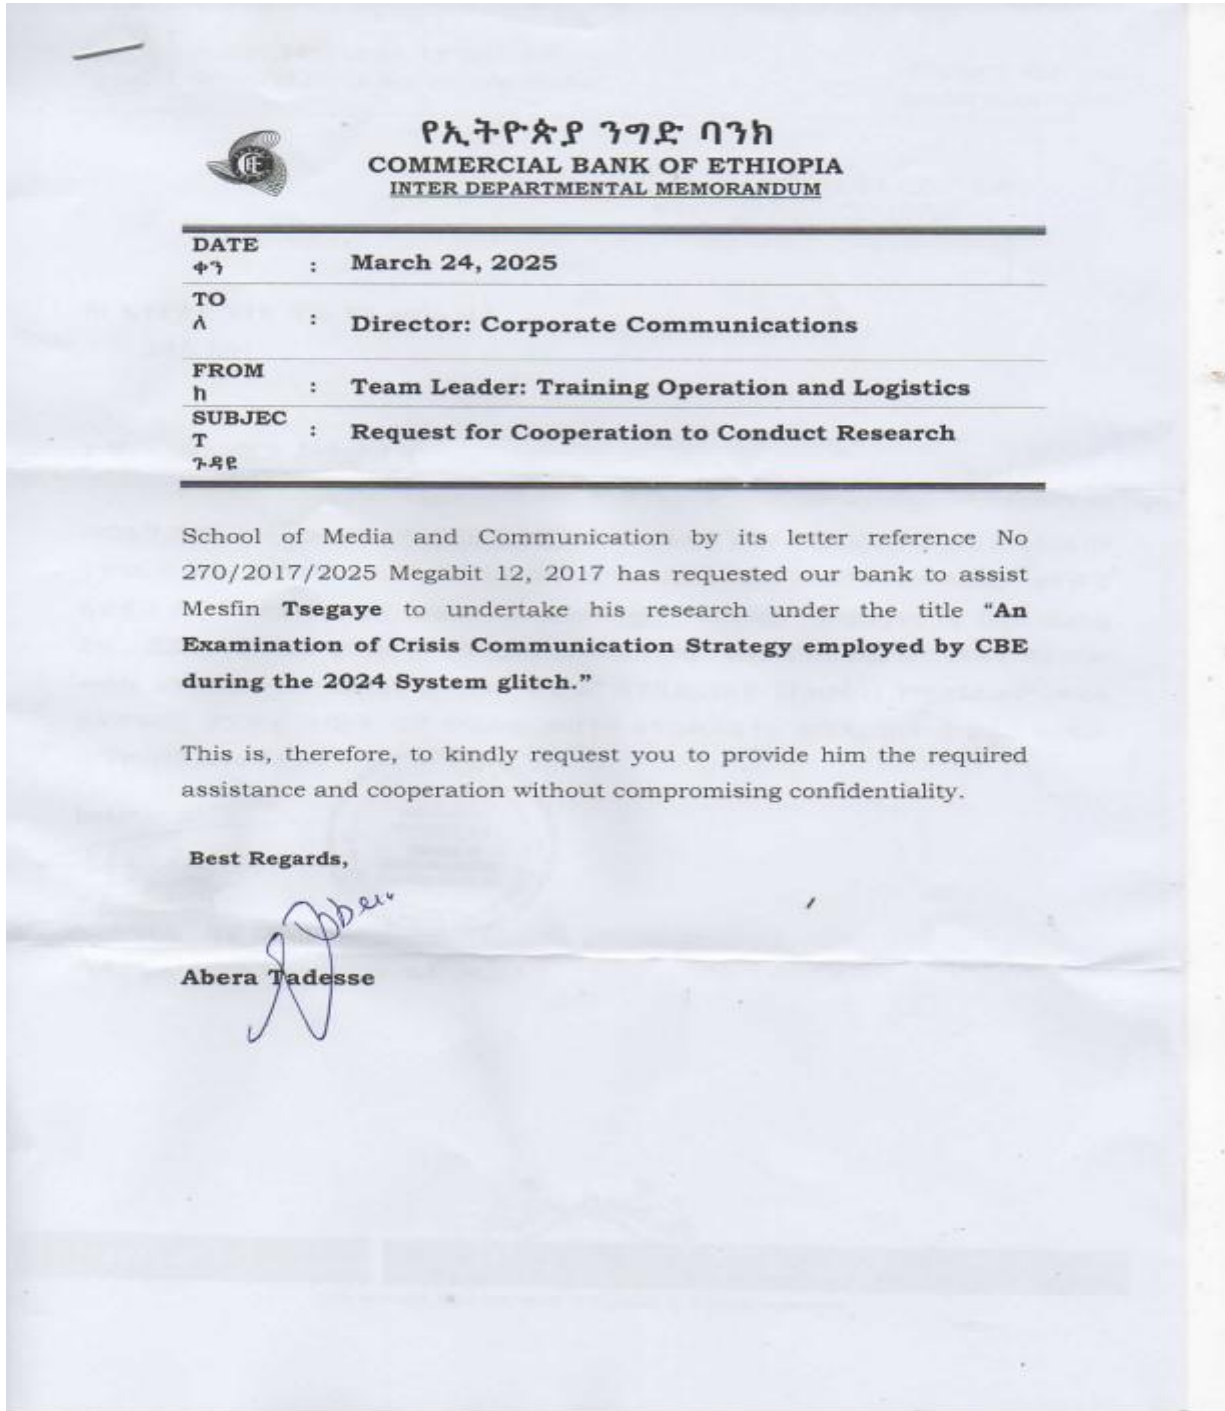 የኢትዮጵያ ንግድ ባንክ
COMMERCIAL BANK OF ETHIOPIA
INTER DEPARTMENTAL MEMORANDUM
DATE
ቀን : March 24, 2025
TO
ለ : Director: Corporate Communications
FROM
ከ : Team Leader: Training Operation and Logistics
SUBJEC
T : Request for Cooperation to Conduct Research
ጉዳዩ
School of Media and Communication by its letter reference No
270/2017/2025 Megabit 12, 2017 has requested our bank to assist
Mesfin Tsegaye to undertake his research under the title “An
Examination of Crisis Communication Strategy employed by CBE
during the 2024 System glitch.”
This is, therefore, to kindly request you to provide him the required
assistance and cooperation without compromising confidentiality.
Best Regards,
Abera Tadesse